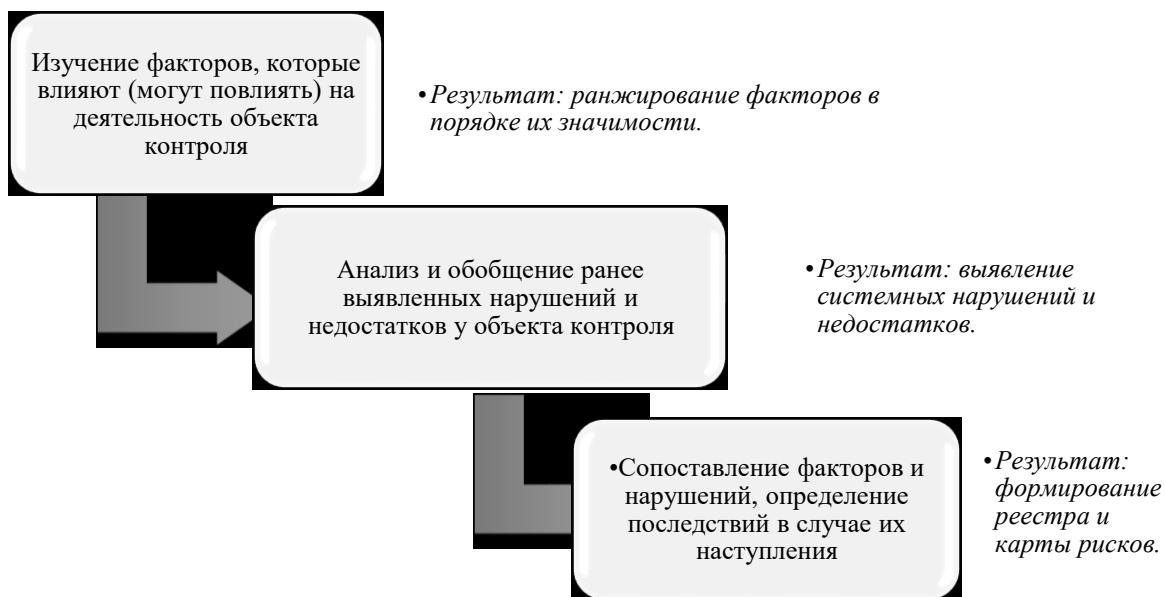 Изучение факторов, которые
влияют (могут повлиять) на
деятельность объекта
контроля
•Результат: ранжирование факторов в
порядке их значимости.
Анализ и обобщение ранее
выявленных нарушений и
недостатков у объекта контроля
•Результат: выявление
системных нарушений и
недостатков.
•Сопоставление факторов и
нарушений, определение
последствий в случае их
наступления
•Результат:
формирование
реестра и
карты рисков.